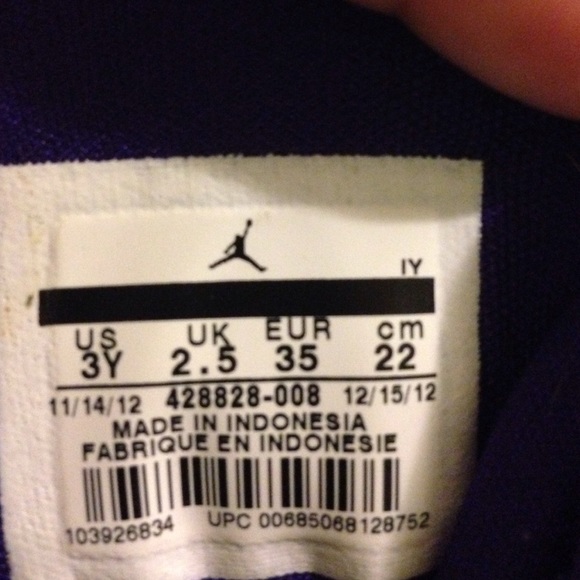 IY
US UK EUR cm
3Y 2.5 35 22
11/14/12 428828-008 12/15/12
MADE IN INDONESIA
FABRIQUE EN INDONESIE
103926834 UPC 00685068128752